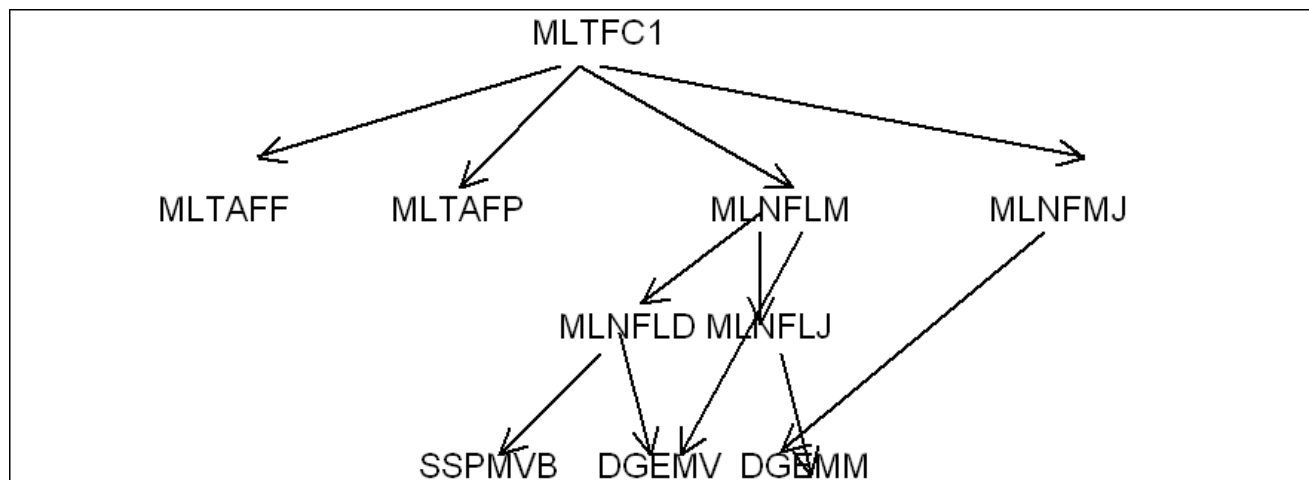 MLTFC1
MLTAFF MLTAFP MLNFLM MLNFMJ
MLNFLD MLNFLJ
SSPMVB DGEMV DGEMM